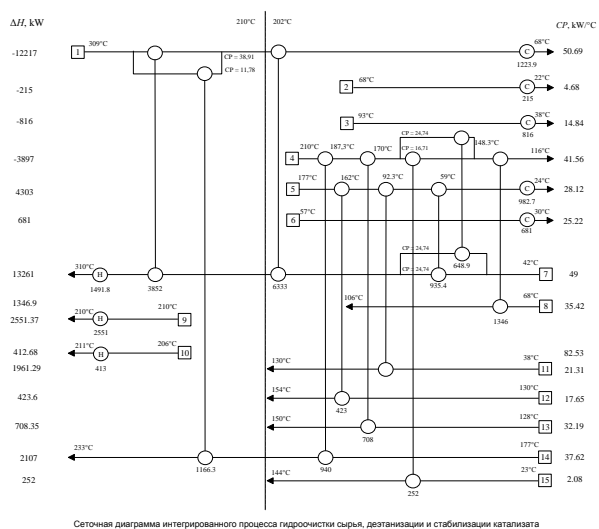 ΔH, kW 210°C 202°C CP, kW/°C
-12217 1 309°C 68°C C 1223.9 50.69
CP = 38,91
CP = 11,78
-215 2 68°C 22°C C 215 4.68
-816 3 93°C 38°C C 816 14.84
CP = 24,74 148.3°C
-3897 4 210°C 187,3°C 170°C CP = 16,71 116°C 41.56
4303 5 177°C 162°C 92.3°C 59°C 24°C C 982.7 28.12
681 6 57°C 30°C C 681 25.22
CP = 24,74 648.9
13261 310°C H 1491.8 3852 6333 CP = 24,74 935.4 42°C 7 49
1346.9 106°C 1346 68°C 8 35.42
2551.37 210°C H 2551 210°C 9
412.68 211°C H 413 206°C 10 82.53
1961.29 130°C 38°C 11 21.31
423.6 154°C 423 130°C 12 17.65
708.35 150°C 708 128°C 13 32.19
2107 233°C 1166.3 940 177°C 14 37.62
252 144°C 252 23°C 15 2.08
Сеточная диаграмма интегрированного процесса гидроочистки сырья, деэтанизации и стабилизации катализата